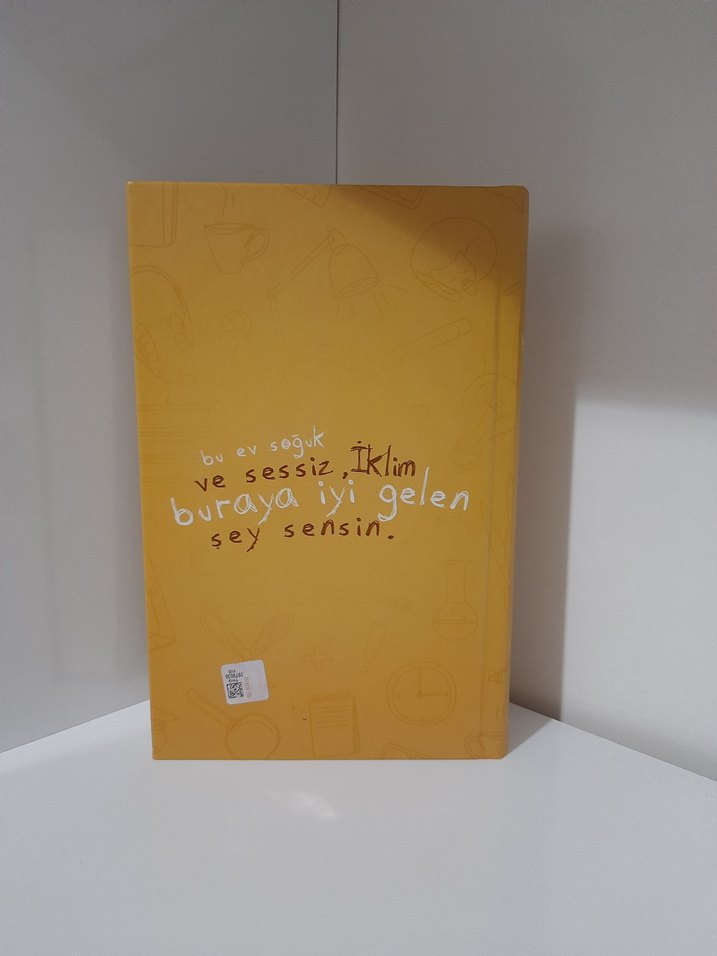 bu ev soğuk
ve sessiz, İklim
buraya iyi gelen
şey sensin.